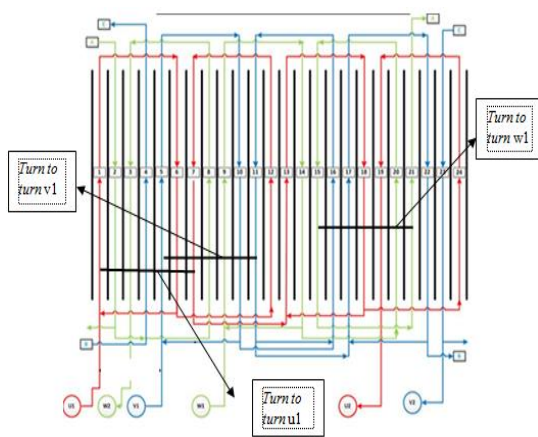 1 2 3 4 5 6 7 8 9 10 11 12 13 14 15 16 17 18 19 20 21 22 23 24
Turn to
turn v1
Turn to
turn w1
U1 W2 V1 W1 U2 V2
Turn to
turn u1